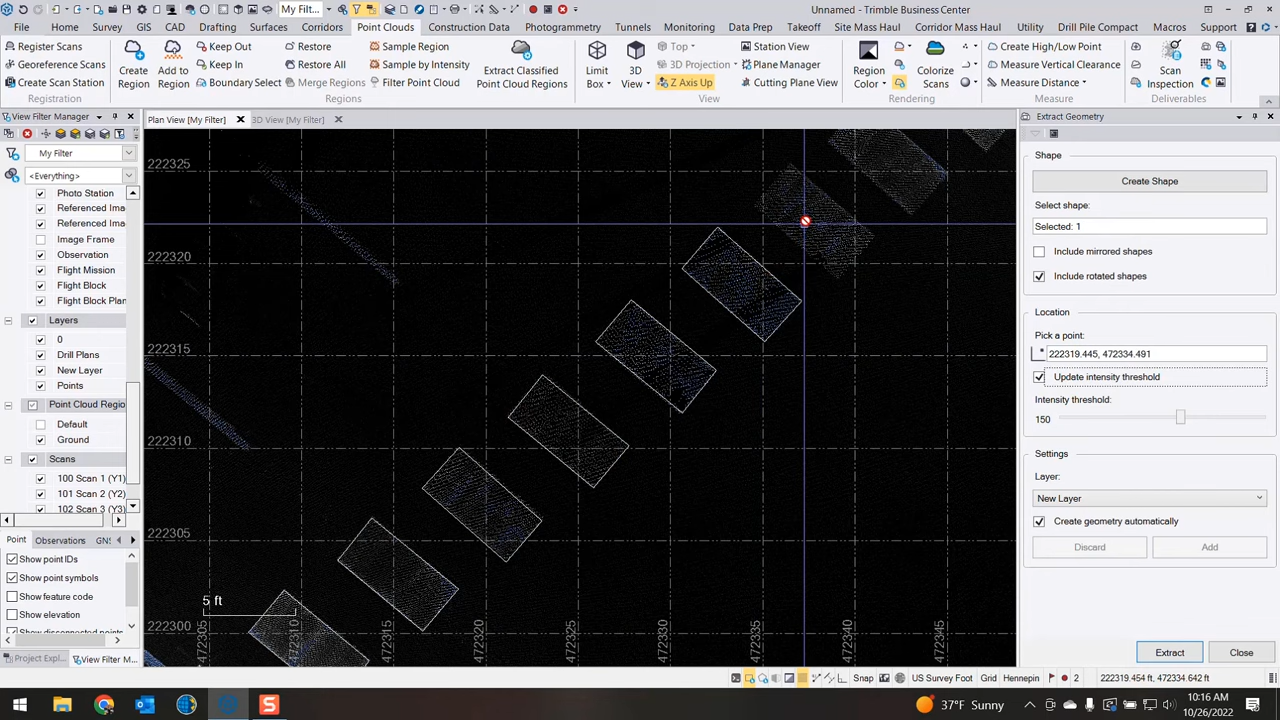 My Filt...
Unnamed - Trimble Business Center
File Home Survey GIS CAD Drafting Surfaces Corridors Point Clouds Construction Data Photogrammetry Tunnels Monitoring Data Prep Takeoff Site Mass Haul Corridor Mass Haul Utility Drill Pile Project Macros Support
Register Scans
Georeference Scans
Create Scan Station
Registration
Create Region
Add to Region
Keep Out
Keep In
Boundary Select
Restore
Restore All
Merge Regions
Sample Region
Sample by Intensity
Filter Point Cloud
Extract Classified Point Cloud Regions
Regions
Limit Box
3D View
Top
3D Projection
Z Axis Up
Station View
Plane Manager
Cutting Plane View
View
Region Color
Colorize Scans
Rendering
Create High/Low Point
Measure Vertical Clearance
Measure Distance
Measure
Scan Inspection
Deliverables
View Filter Manager
My Filter
<Everything>
Photo Station
Referenced Ima
Referenced Ima
Image Frame
Observation
Flight Mission
Flight Block
Flight Block Plan
Layers
0
Drill Plans
New Layer
Points
Point Cloud Regio
Default
Ground
Scans
100 Scan 1 (Y1)
101 Scan 2 (Y2)
102 Scan 3 (Y3)
Point Observations GNS
Show point IDs
Show point symbols
Show feature code
Show elevation
Show disconnected points
Project Expl... View Filter M...
Plan View [My Filter]
3D View [My Filter]
222325
222320
222315
222310
222305
222300
5 ft
472305
472310
472315
472320
472325
472330
472335
472340
472345
Extract Geometry
Shape
Create Shape
Select shape:
Selected: 1
Include mirrored shapes
Include rotated shapes
Location
Pick a point:
222319.445, 472334.491
Update intensity threshold
Intensity threshold:
150
Settings
Layer:
New Layer
Create geometry automatically
Discard Add
Extract Close
Snap US Survey Foot Grid Hennepin 2 222319.454 ft, 472334.642 ft
37°F Sunny
10:16 AM
10/26/2022